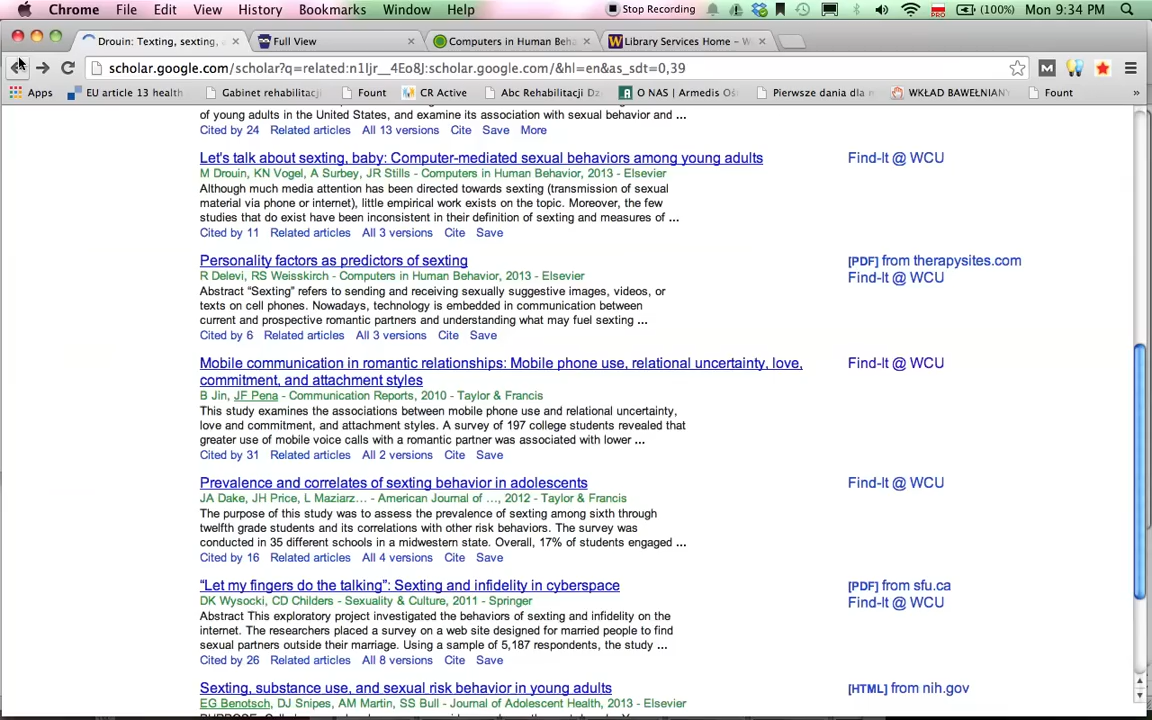 Chrome File Edit View History Bookmarks Window Help Stop Recording (100%) Mon 9:34 PM
Drouin: Texting, sexting, Full View Computers in Human Beh Library Services Home – W
scholar.google.com/scholar?q=related:n1Ijr__4Eo8J:scholar.google.com/&hl=en&as_sdt=0,39
Apps EU article 13 health Gabinet rehabilitacj Fount CR Active Abc Rehabilitacji Dz O NAS | Armedis Oś Pierwsze dania dla n WKŁAD BAWEŁNIAN Fount »
of young adults in the United States, and examine its association with sexual behavior and ...
Cited by 24 Related articles All 13 versions Cite Save More
Let's talk about sexting, baby: Computer-mediated sexual behaviors among young adults Find-It @ WCU
M Drouin, KN Vogel, A Surbey, JR Stills - Computers in Human Behavior, 2013 - Elsevier
Although much media attention has been directed towards sexting (transmission of sexual
material via phone or internet), little empirical work exists on the topic. Moreover, the few
studies that do exist have been inconsistent in their definition of sexting and measures of ...
Cited by 11 Related articles All 3 versions Cite Save
Personality factors as predictors of sexting [PDF] from therapysites.com
R Delevi, RS Weisskirch - Computers in Human Behavior, 2013 - Elsevier Find-It @ WCU
Abstract “Sexting” refers to sending and receiving sexually suggestive images, videos, or
texts on cell phones. Nowadays, technology is embedded in communication between
current and prospective romantic partners and understanding what may fuel sexting ...
Cited by 6 Related articles All 3 versions Cite Save
Mobile communication in romantic relationships: Mobile phone use, relational uncertainty, love, Find-It @ WCU
commitment, and attachment styles
B Jin, JF Pena - Communication Reports, 2010 - Taylor & Francis
This study examines the associations between mobile phone use and relational uncertainty,
love and commitment, and attachment styles. A survey of 197 college students revealed that
greater use of mobile voice calls with a romantic partner was associated with lower ...
Cited by 31 Related articles All 2 versions Cite Save
Prevalence and correlates of sexting behavior in adolescents Find-It @ WCU
JA Dake, JH Price, L Maziarz… - American Journal of …, 2012 - Taylor & Francis
The purpose of this study was to assess the prevalence of sexting among sixth through
twelfth grade students and its correlations with other risk behaviors. The survey was
conducted in 35 different schools in a midwestern state. Overall, 17% of students engaged ...
Cited by 16 Related articles All 4 versions Cite Save
“Let my fingers do the talking”: Sexting and infidelity in cyberspace [PDF] from sfu.ca
DK Wysocki, CD Childers - Sexuality & Culture, 2011 - Springer Find-It @ WCU
Abstract This exploratory project investigated the behaviors of sexting and infidelity on the
internet. The researchers placed a survey on a web site designed for married people to find
sexual partners outside their marriage. Using a sample of 5,187 respondents, the study ...
Cited by 26 Related articles All 8 versions Cite Save
Sexting, substance use, and sexual risk behavior in young adults [HTML] from nih.gov
EG Benotsch, DJ Snipes, AM Martin, SS Bull - Journal of Adolescent Health, 2013 - Elsevier